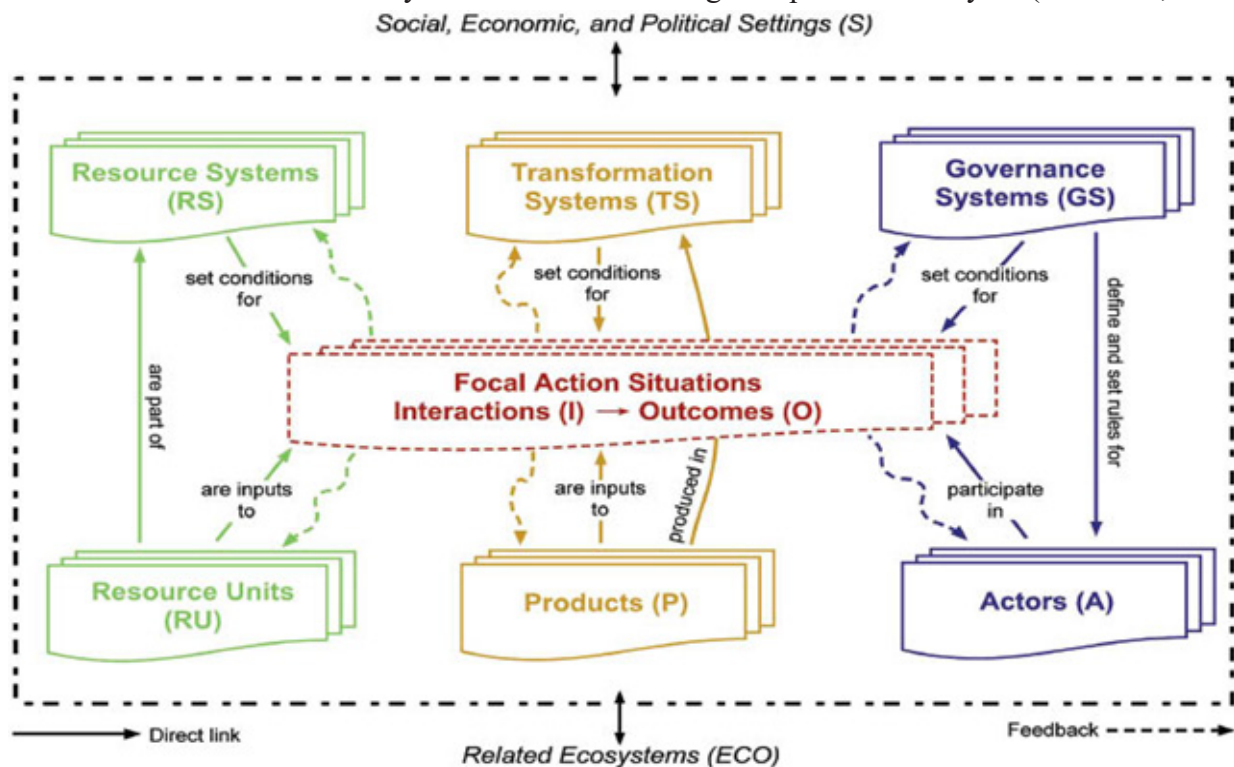 Social, Economic, and Political Settings (S)
Resource Systems
(RS)
Transformation
Systems (TS)
Governance
Systems (GS)
set conditions
for
set conditions
for
set conditions
for
are part of
define and set rules for
Focal Action Situations
Interactions (I) → Outcomes (O)
are inputs
to
are inputs
to
produced in
participate
in
Resource Units
(RU)
Products (P)
Actors (A)
Direct link
Feedback
Related Ecosystems (ECO)